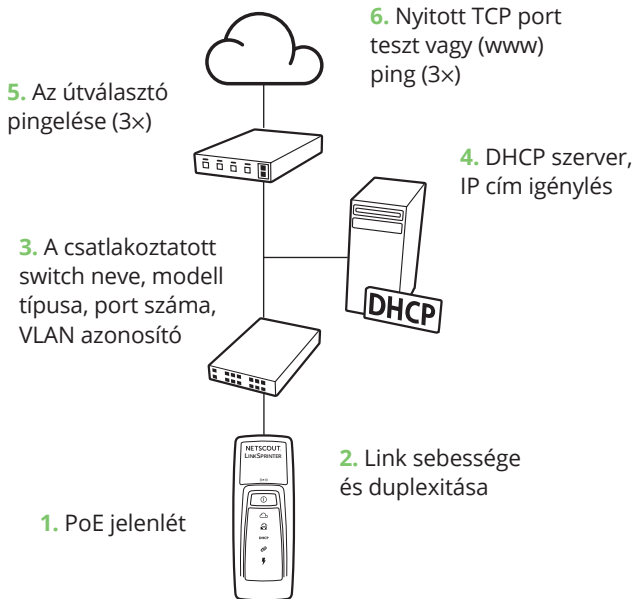 6. Nyitott TCP port
teszt vagy (www)
ping (3×)
5. Az útválasztó
pingelése (3×)
4. DHCP szerver,
IP cím igénylés
3. A csatlakoztatott
switch neve, modell
típusa, port száma,
VLAN azonosító
DHCP
NETSCOUT
LINKSPRINTER
DHCP
2. Link sebessége
és duplexitása
1. PoE jelenlét